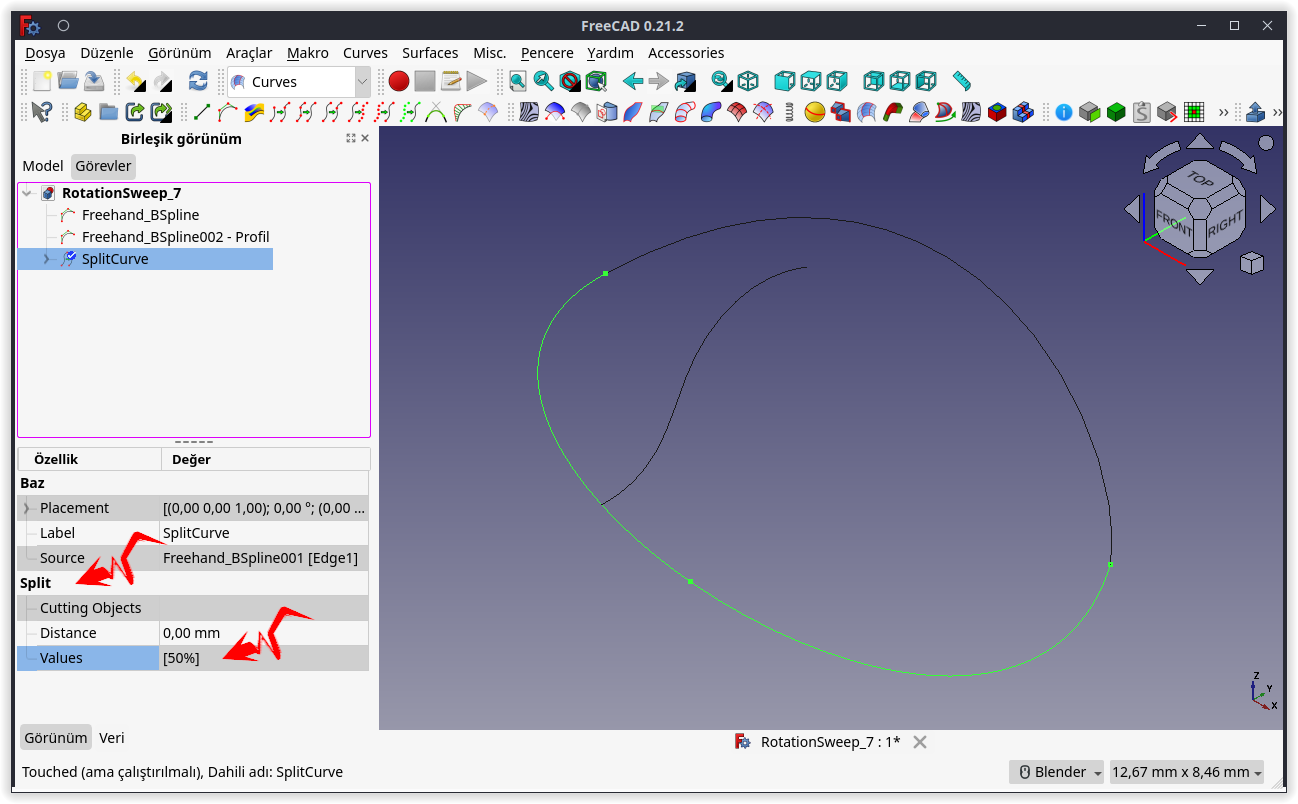 FreeCAD 0.21.2
Dosya Düzenle Görünüm Araçlar Makro Curves Surfaces Misc. Pencere Yardım Accessories
Curves
Birleşik görünüm
Model Görevler
RotationSweep_7
Freehand_BSpline
Freehand_BSpline002 - Profil
SplitCurve
TOP
FRONT
RIGHT
Özellik Değer
Baz
Placement [(0,00 0,00 1,00); 0,00 °; (0,00 ...
Label SplitCurve
Source Freehand_BSpline001 [Edge1]
Split
Cutting Objects
Distance 0,00 mm
Values [50%]
Z
Y
X
Görünüm Veri
RotationSweep_7 : 1*
Touched (ama çalıştırılmalı), Dahili adı: SplitCurve
Blender 12,67 mm x 8,46 mm